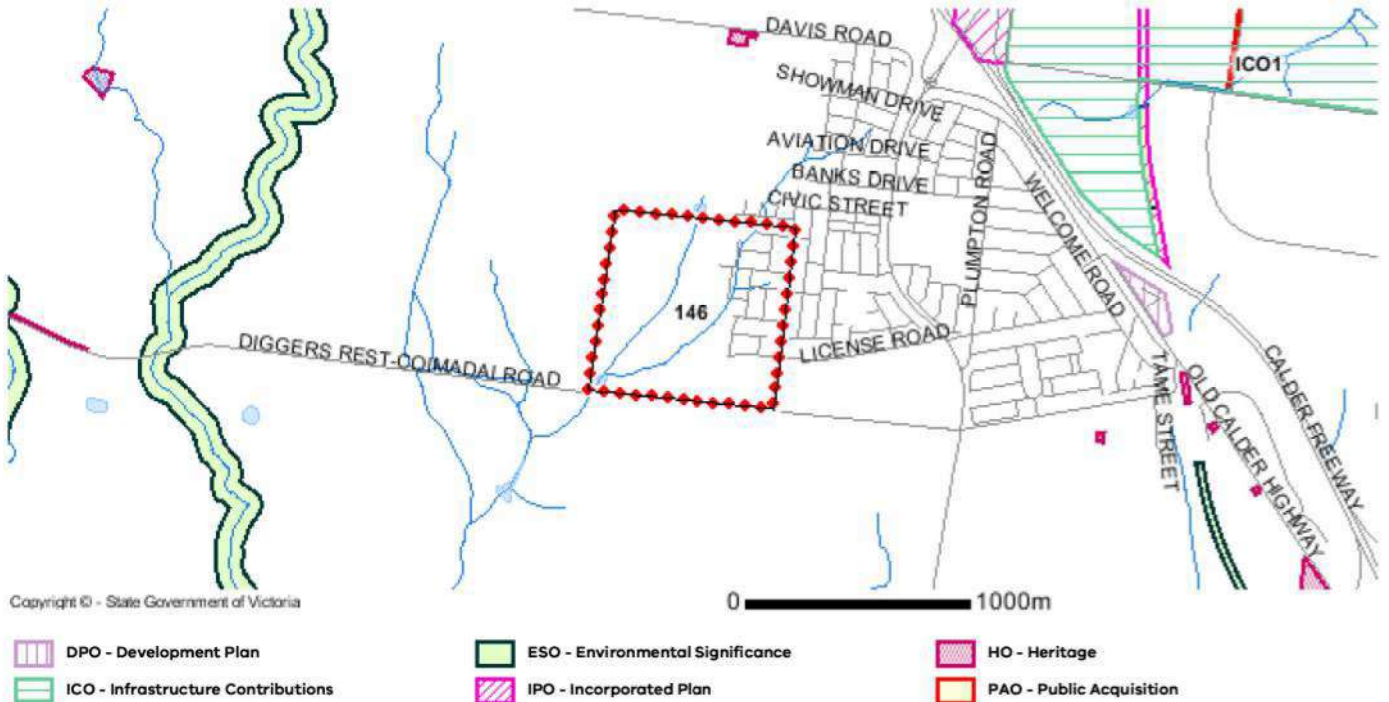 DAVIS ROAD
ICO1
SHOWMAN DRIVE
AVIATION DRIVE
PLUMPTON ROAD
BANKS DRIVE
WELCOME ROAD
CIVIC STREET
146
LICENSE ROAD
DIGGERS REST-COIMADAI ROAD
TAME STREET
OLD CALDER HIGHWAY
CALDER FREEWAY
Copyright © - State Government of Victoria
0 1000m
DPO - Development Plan
ESO - Environmental Significance
HO - Heritage
ICO - Infrastructure Contributions
IPO - Incorporated Plan
PAO - Public Acquisition